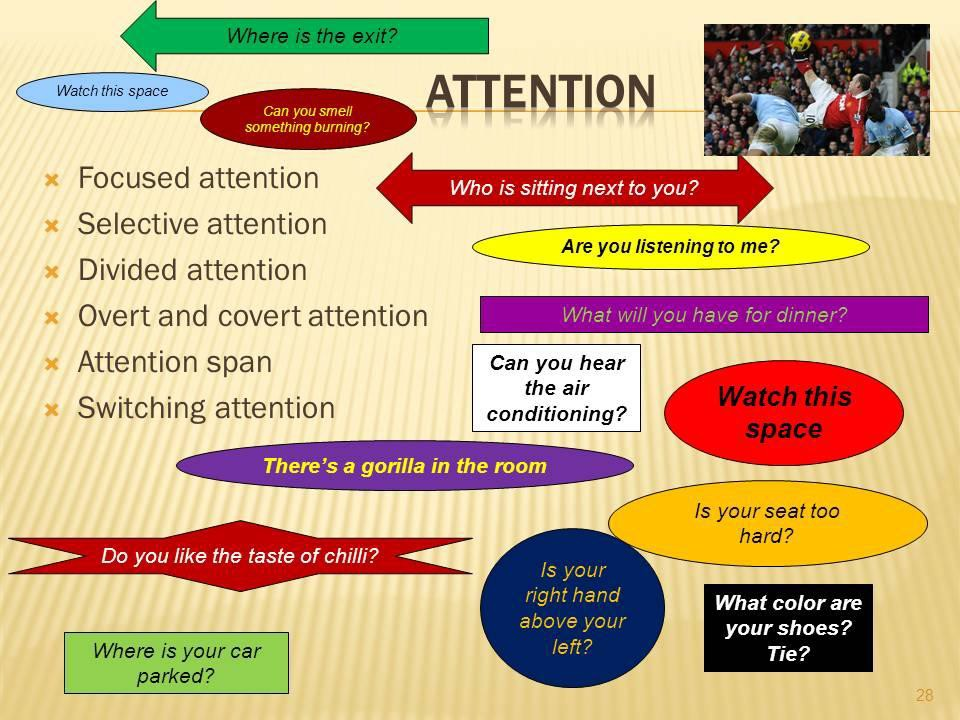 Where is the exit?
Watch this space
ATTENTION
Can you smell
something burning?
Focused attention
Who is sitting next to you?
Selective attention
Are you listening to me?
Divided attention
Overt and covert attention
What will you have for dinner?
Attention span
Can you hear
the air
conditioning?
Switching attention
Watch this
space
There's a gorilla in the room
Is your seat too
hard?
Do you like the taste of chilli?
Is your
right hand
above your
left?
What color are
your shoes?
Tie?
Where is your car
parked?
28